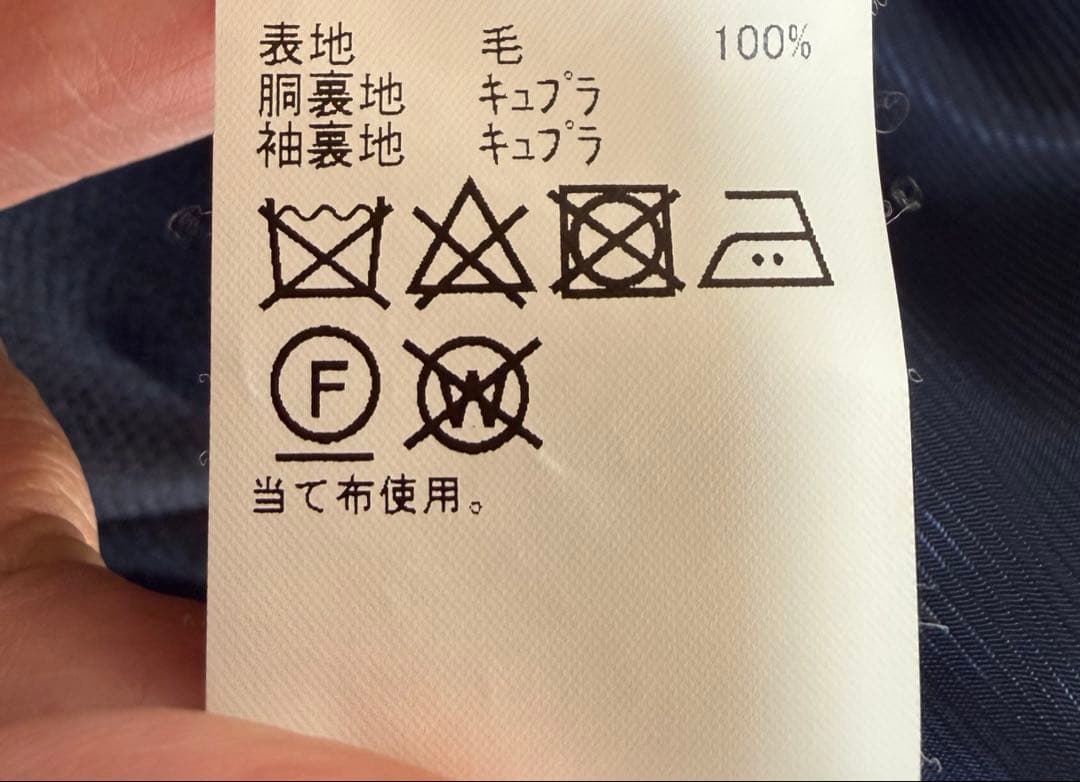 表地 毛 100%
胴裏地 キュプラ
袖裏地 キュプラ
F W
当て布使用。